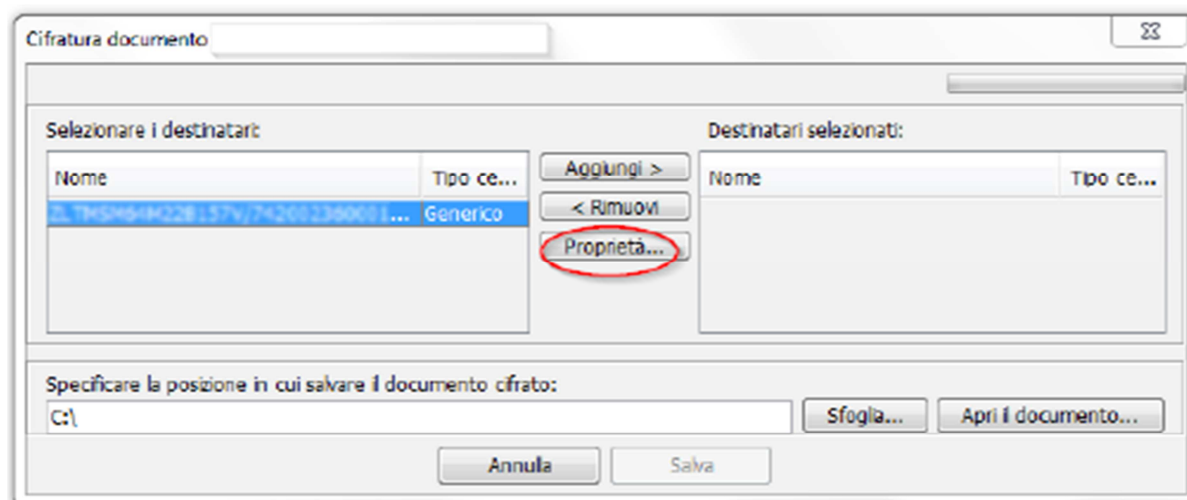 Cifratura documento
Selezionare i destinatari:
Nome Tipo ce...
Generico
Aggiungi >
< Rimuovi
Proprietà...
Destinatari selezionati:
Nome Tipo ce...
Specificare la posizione in cui salvare il documento cifrato:
C:\
Sfoglia...
Apri il documento...
Annulla
Salva